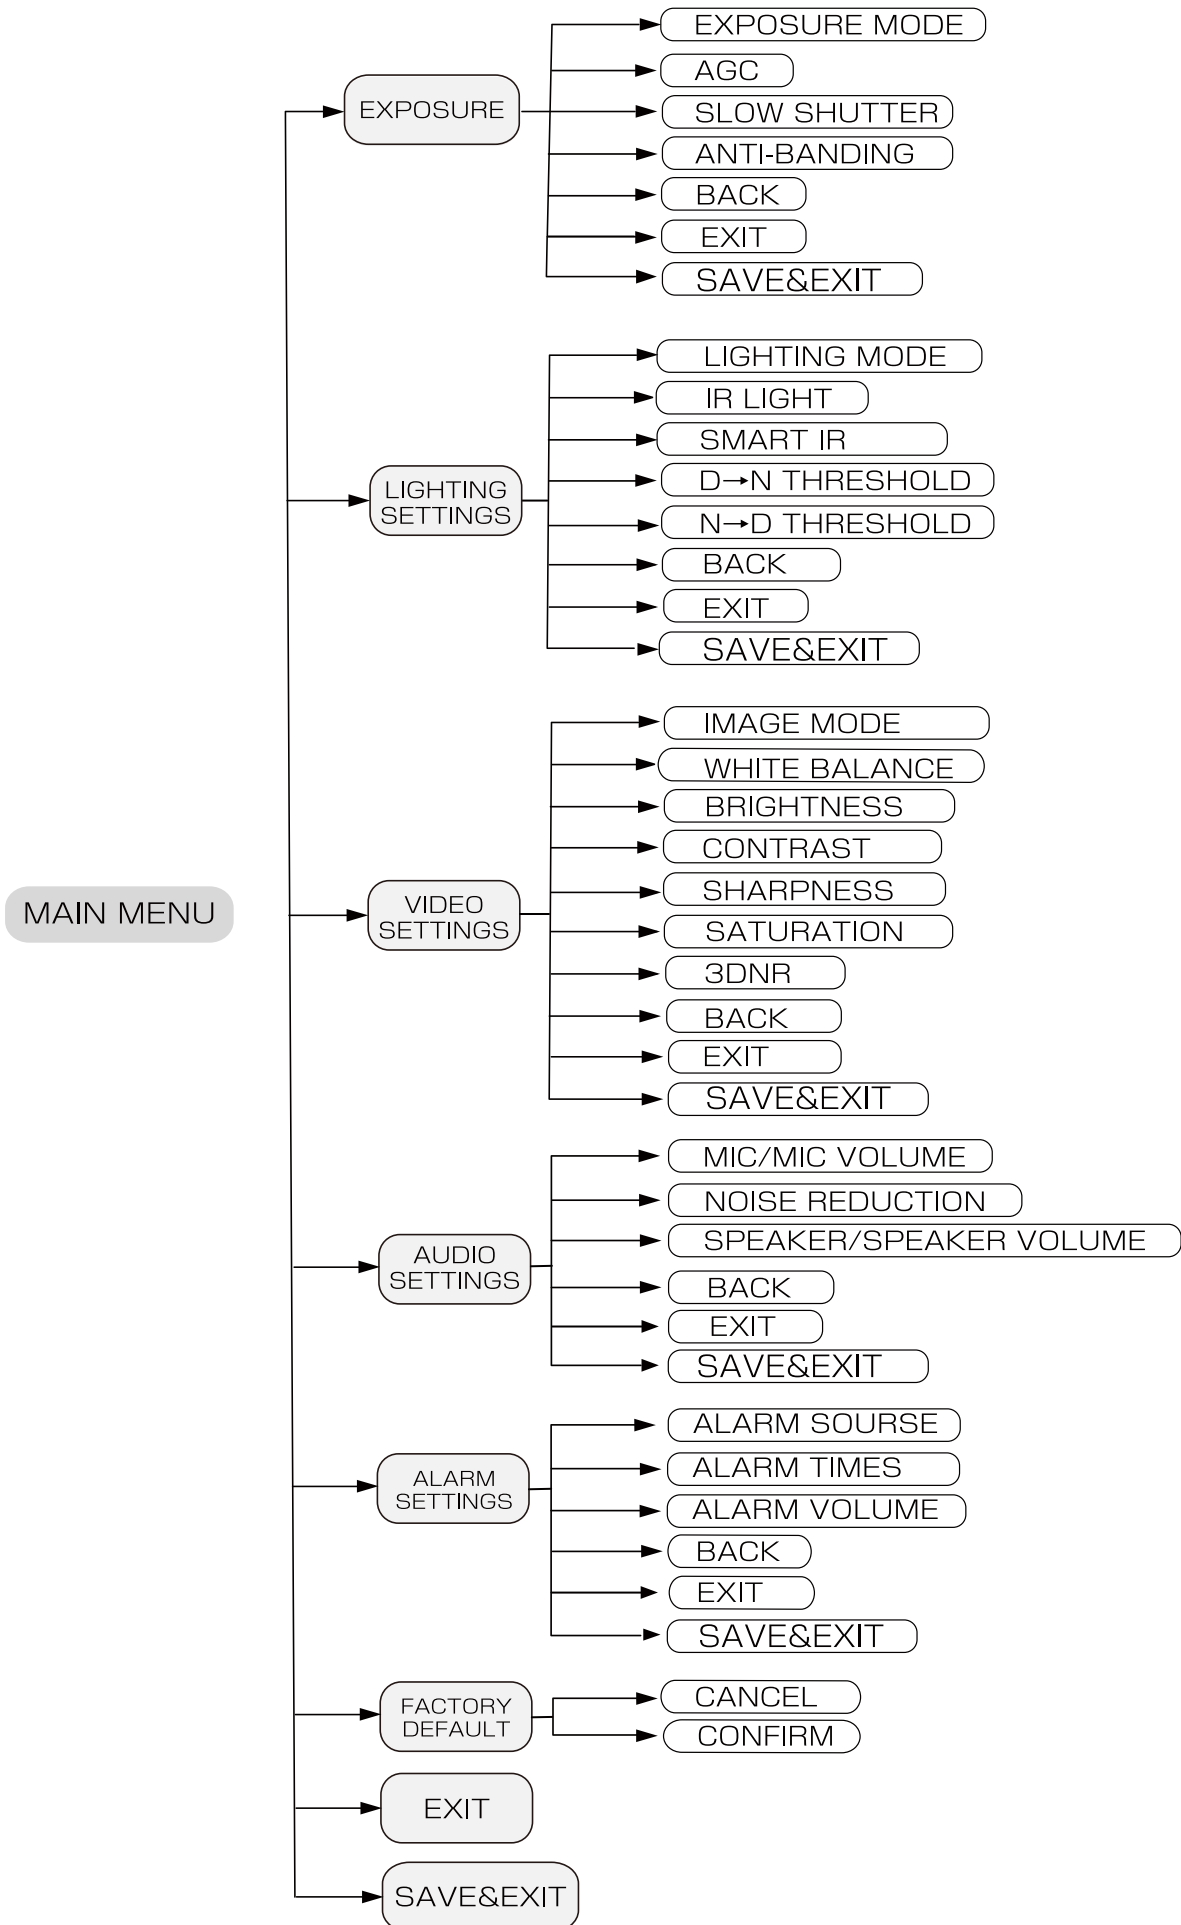 MAIN MENU
EXPOSURE
EXPOSURE MODE
AGC
SLOW SHUTTER
ANTI-BANDING
BACK
EXIT
SAVE&EXIT
LIGHTING
SETTINGS
LIGHTING MODE
IR LIGHT
SMART IR
D→N THRESHOLD
N→D THRESHOLD
BACK
EXIT
SAVE&EXIT
VIDEO
SETTINGS
IMAGE MODE
WHITE BALANCE
BRIGHTNESS
CONTRAST
SHARPNESS
SATURATION
3DNR
BACK
EXIT
SAVE&EXIT
AUDIO
SETTINGS
MIC/MIC VOLUME
NOISE REDUCTION
SPEAKER/SPEAKER VOLUME
BACK
EXIT
SAVE&EXIT
ALARM
SETTINGS
ALARM SOURSE
ALARM TIMES
ALARM VOLUME
BACK
EXIT
SAVE&EXIT
FACTORY
DEFAULT
CANCEL
CONFIRM
EXIT
SAVE&EXIT